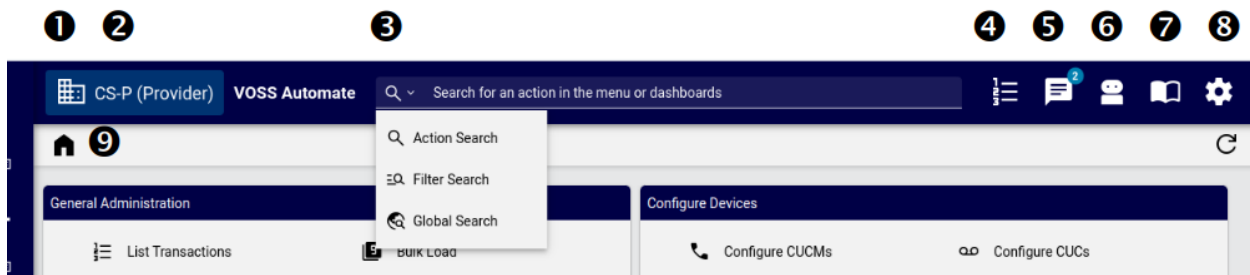 1 2 3 4 5 6 7 8
CS-P (Provider) VOSS Automate Search for an action in the menu or dashboards 2
9
Action Search
Filter Search
Global Search
General Administration Configure Devices
List Transactions Bulk Load Configure CUCMs Configure CUCs